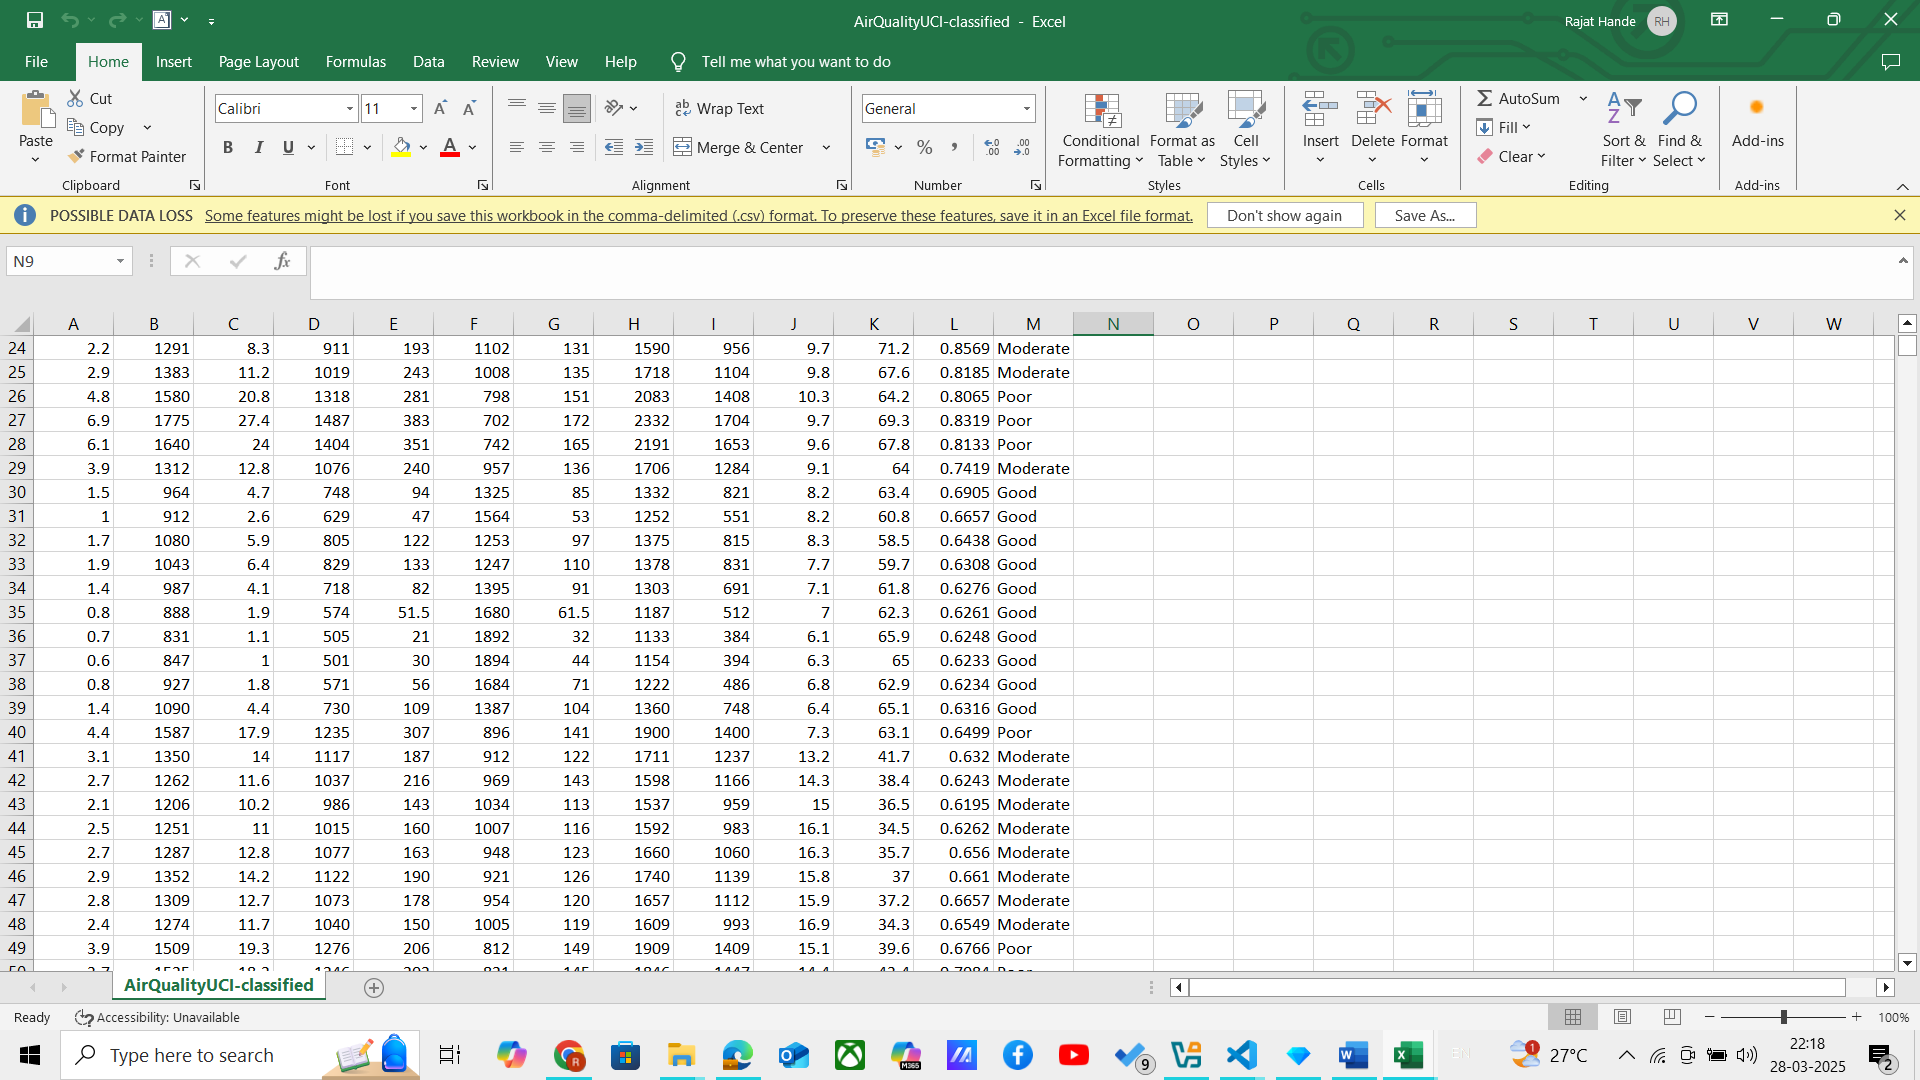 AirQualityUCI-classified - Excel
Rajat Hande RH
File Home Insert Page Layout Formulas Data Review View Help Tell me what you want to do
Paste Cut Copy Format Painter
Clipboard
Calibri 11
B I U
Font
Wrap Text
Merge & Center
Alignment
General
Number
Conditional Formatting
Format as Table
Cell Styles
Styles
Insert Delete Format
Cells
AutoSum
Fill
Clear
Sort & Filter
Find & Select
Editing
Add-ins
Add-ins
POSSIBLE DATA LOSS Some features might be lost if you save this workbook in the comma-delimited (.csv) format. To preserve these features, save it in an Excel file format. Don't show again Save As...
N9 fx
A B C D E F G H I J K L M N O P Q R S T U V W
24 2.2 1291 8.3 911 193 1102 131 1590 956 9.7 71.2 0.8569 Moderate
25 2.9 1383 11.2 1019 243 1008 135 1718 1104 9.8 67.6 0.8185 Moderate
26 4.8 1580 20.8 1318 281 798 151 2083 1408 10.3 64.2 0.8065 Poor
27 6.9 1775 27.4 1487 383 702 172 2332 1704 9.7 69.3 0.8319 Poor
28 6.1 1640 24 1404 351 742 165 2191 1653 9.6 67.8 0.8133 Poor
29 3.9 1312 12.8 1076 240 957 136 1706 1284 9.1 64 0.7419 Moderate
30 1.5 964 4.7 748 94 1325 85 1332 821 8.2 63.4 0.6905 Good
31 1 912 2.6 629 47 1564 53 1252 551 8.2 60.8 0.6657 Good
32 1.7 1080 5.9 805 122 1253 97 1375 815 8.3 58.5 0.6438 Good
33 1.9 1043 6.4 829 133 1247 110 1378 831 7.7 59.7 0.6308 Good
34 1.4 987 4.1 718 82 1395 91 1303 691 7.1 61.8 0.6276 Good
35 0.8 888 1.9 574 51.5 1680 61.5 1187 512 7 62.3 0.6261 Good
36 0.7 831 1.1 505 21 1892 32 1133 384 6.1 65.9 0.6248 Good
37 0.6 847 1 501 30 1894 44 1154 394 6.3 65 0.6233 Good
38 0.8 927 1.8 571 56 1684 71 1222 486 6.8 62.9 0.6234 Good
39 1.4 1090 4.4 730 109 1387 104 1360 748 6.4 65.1 0.6316 Good
40 4.4 1587 17.9 1235 307 896 141 1900 1400 7.3 63.1 0.6499 Poor
41 3.1 1350 14 1117 187 912 122 1711 1237 13.2 41.7 0.632 Moderate
42 2.7 1262 11.6 1037 216 969 143 1598 1166 14.3 38.4 0.6243 Moderate
43 2.1 1206 10.2 986 143 1034 113 1537 959 15 36.5 0.6195 Moderate
44 2.5 1251 11 1015 160 1007 116 1592 983 16.1 34.5 0.6262 Moderate
45 2.7 1287 12.8 1077 163 948 123 1660 1060 16.3 35.7 0.656 Moderate
46 2.9 1352 14.2 1122 190 921 126 1740 1139 15.8 37 0.661 Moderate
47 2.8 1309 12.7 1073 178 954 120 1657 1112 15.9 37.2 0.6657 Moderate
48 2.4 1274 11.7 1040 150 1005 119 1609 993 16.9 34.3 0.6549 Moderate
49 3.9 1509 19.3 1276 206 812 149 1909 1409 15.1 39.6 0.6766 Poor
AirQualityUCI-classified
Ready Accessibility: Unavailable 100%
Type here to search 9 1 27°C 22:18
28-03-2025 2